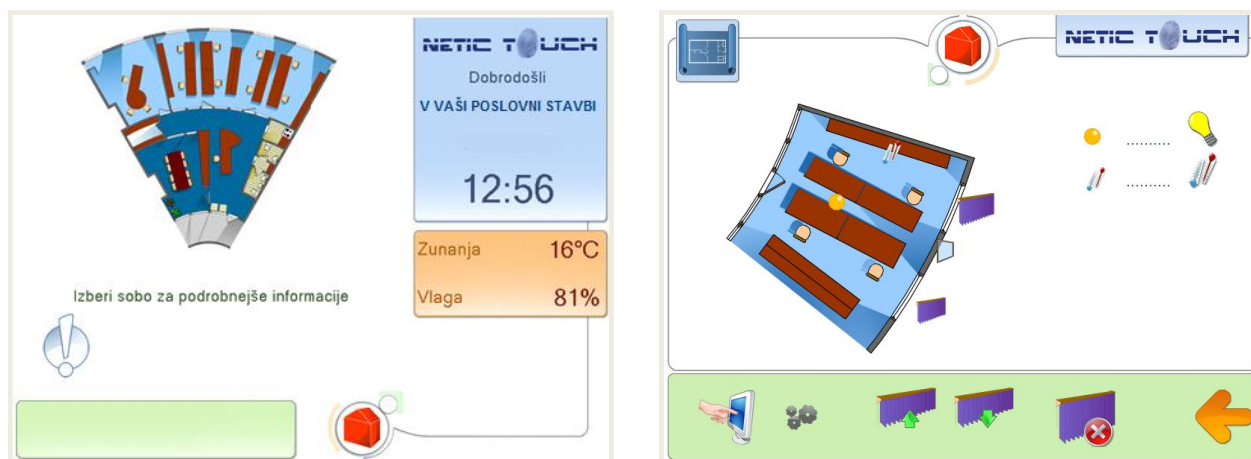 NETIC TOUCH
Dobrodošli
V VAŠI POSLOVNI STAVBI
12:56
Zunanja 16°C
Vlaga 81%
Izberi sobo za podrobnejše informacije
NETIC TOUCH
..........
..........